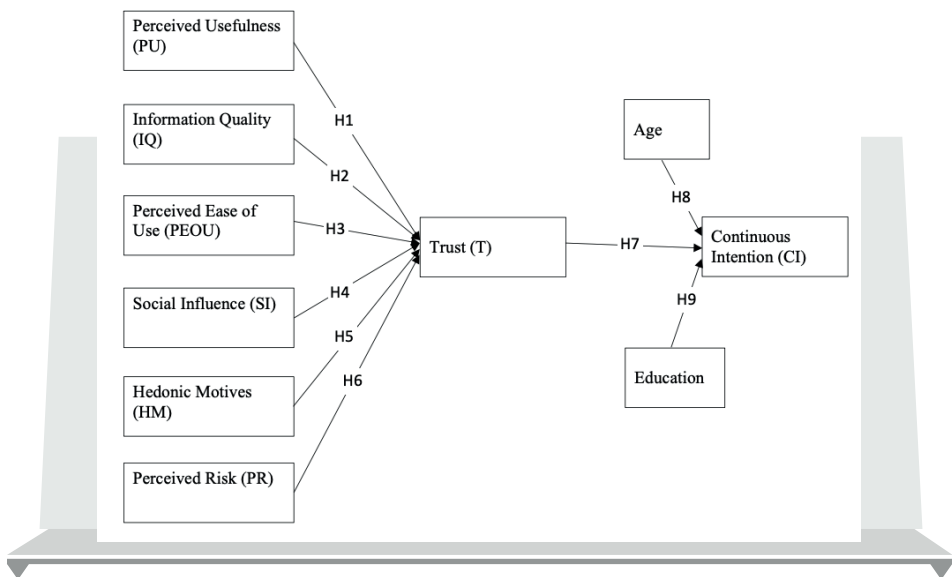 Perceived Usefulness
(PU)
H1
Information Quality
(IQ)
H2
Perceived Ease of
Use (PEOU)
H3
Social Influence (SI)
H4
Hedonic Motives
(HM)
H5
Perceived Risk (PR)
H6
Trust (T)
H7
Age
H8
Continuous
Intention (CI)
H9
Education